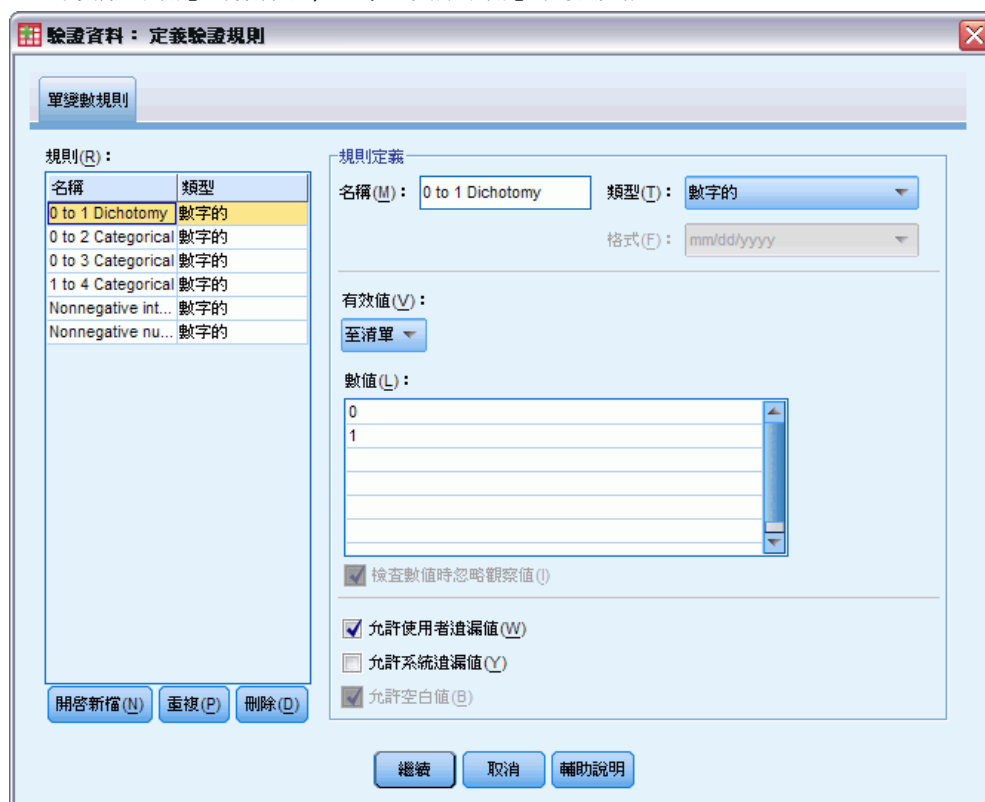 驗證資料：定義驗證規則
單變數規則
規則(R)：
名稱 類型
0 to 1 Dichotomy 數字的
0 to 2 Categorical 數字的
0 to 3 Categorical 數字的
1 to 4 Categorical 數字的
Nonnegative int... 數字的
Nonnegative nu... 數字的
開啓新檔(N) 重複(P) 刪除(D)
規則定義
名稱(M)： 0 to 1 Dichotomy 類型(T)： 數字的
格式(F)： mm/dd/yyyy
有效值(V)：
至清單
數值(L)：
0
1
檢查數值時忽略觀察值(I)
允許使用者遺漏值(W)
允許系統遺漏值(Y)
允許空白值(B)
繼續 取消 輔助說明